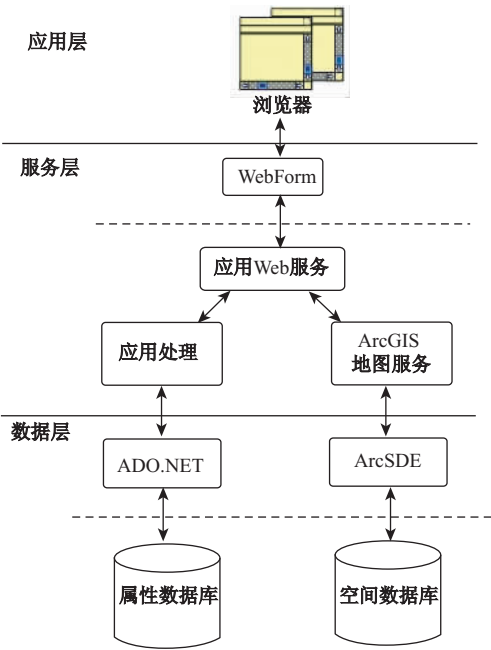 应用层
浏览器
服务层
WebForm
应用Web服务
应用处理
ArcGIS
地图服务
数据层
ADO.NET
ArcSDE
属性数据库
空间数据库